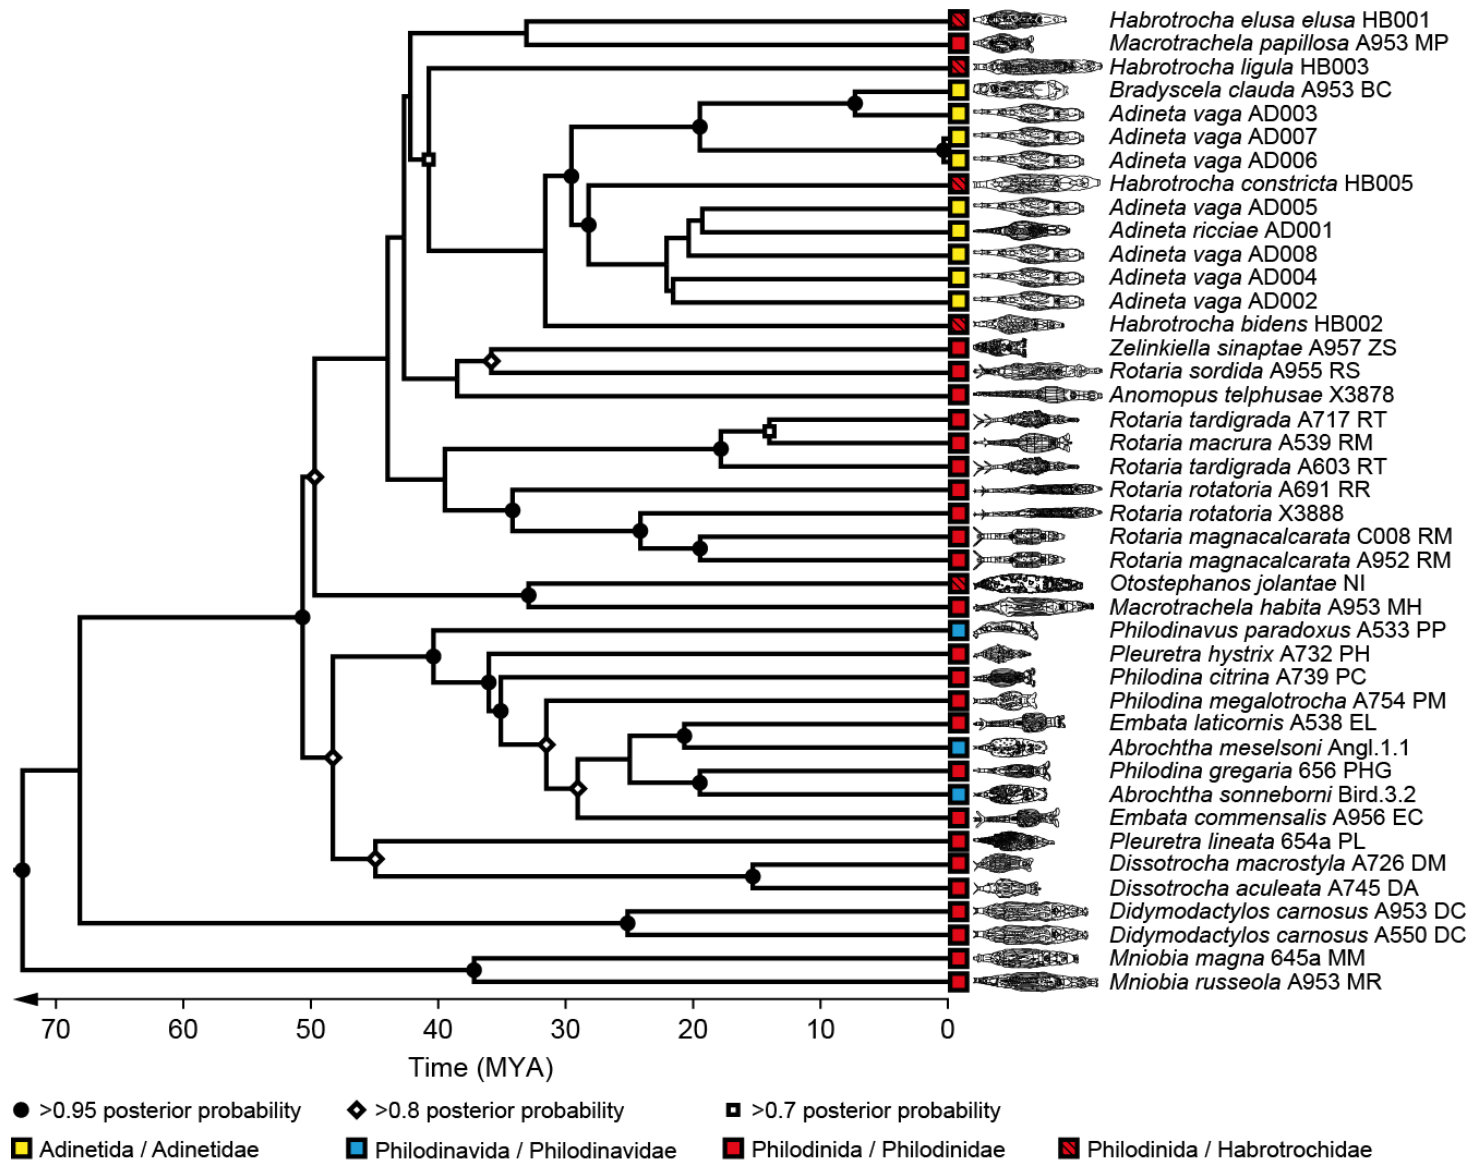 Habrotrocha elusa elusa HB001
Macrotrachela papillosa A953 MP
Habrotrocha ligula HB003
Bradyscela clauda A953 BC
Adineta vaga AD003
Adineta vaga AD007
Adineta vaga AD006
Habrotrocha constricta HB005
Adineta vaga AD005
Adineta ricciae AD001
Adineta vaga AD008
Adineta vaga AD004
Adineta vaga AD002
Habrotrocha bidens HB002
Zelinkiella sinaptae A957 ZS
Rotaria sordida A955 RS
Anomopus telphusae X3878
Rotaria tardigrada A717 RT
Rotaria macrura A539 RM
Rotaria tardigrada A603 RT
Rotaria rotatoria A691 RR
Rotaria rotatoria X3888
Rotaria magnacalcarata C008 RM
Rotaria magnacalcarata A952 RM
Otostephanos jolantae NI
Macrotrachela habita A953 MH
Philodinavus paradoxus A533 PP
Pleuretra hystrix A732 PH
Philodina citrina A739 PC
Philodina megalotrocha A754 PM
Embata laticornis A538 EL
Abrochtha meselsoni Angl.1.1
Philodina gregaria 656 PHG
Abrochtha sonneborni Bird.3.2
Embata commensalis A956 EC
Pleuretra lineata 654a PL
Dissotrocha macrostyla A726 DM
Dissotrocha aculeata A745 DA
Didymodactylos carnosus A953 DC
Didymodactylos carnosus A550 DC
Mniobia magna 645a MM
Mniobia russeola A953 MR
70 60 50 40 30 20 10 0
Time (MYA)
>0.95 posterior probability >0.8 posterior probability >0.7 posterior probability
Adinetida / Adinetidae Philodinavida / Philodinavidae Philodinida / Philodinidae Philodinida / Habrotrochidae